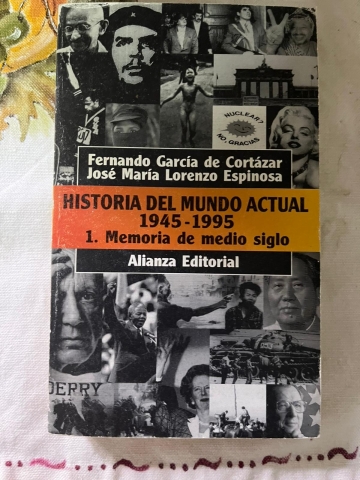 NUCLEAR?
NO, GRACIAS
Fernando García de Cortázar
José María Lorenzo Espinosa
HISTORIA DEL MUNDO ACTUAL
1945-1995
1. Memoria de medio siglo
Alianza Editorial
DERRY